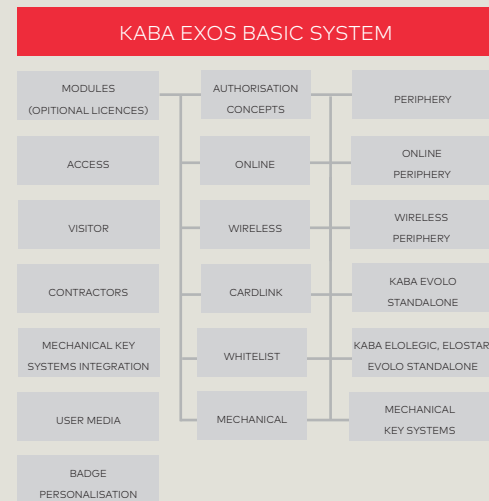 KABA EXOS BASIC SYSTEM
MODULES
(OPITIONAL LICENCES)
ACCESS
VISITOR
CONTRACTORS
MECHANICAL KEY
SYSTEMS INTEGRATION
USER MEDIA
BADGE
PERSONALISATION
AUTHORISATION
CONCEPTS
ONLINE
WIRELESS
CARDLINK
WHITELIST
MECHANICAL
PERIPHERY
ONLINE
PERIPHERY
WIRELESS
PERIPHERY
KABA EVOLO
STANDALONE
KABA ELOLEGIC, ELOSTAR
EVOLO STANDALONE
MECHANICAL
KEY SYSTEMS